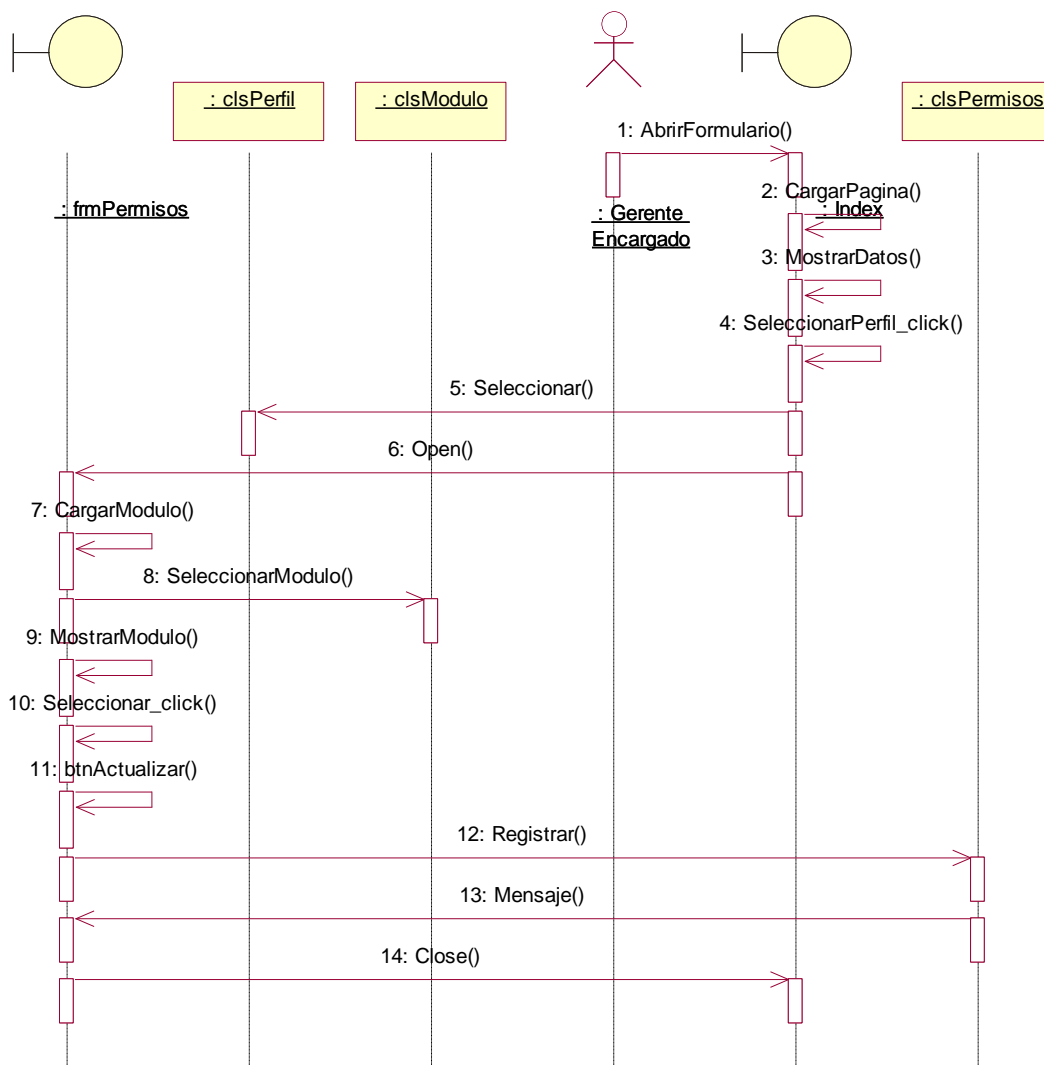 : clsPerfil
: clsModulo
: clsPermisos
1: AbrirFormulario()
2: CargarPagina()
: frmPermisos
: Gerente
Encargado
: Index
3: MostrarDatos()
4: SeleccionarPerfil_click()
5: Seleccionar()
6: Open()
7: CargarModulo()
8: SeleccionarModulo()
9: MostrarModulo()
10: Seleccionar_click()
11: btnActualizar()
12: Registrar()
13: Mensaje()
14: Close()